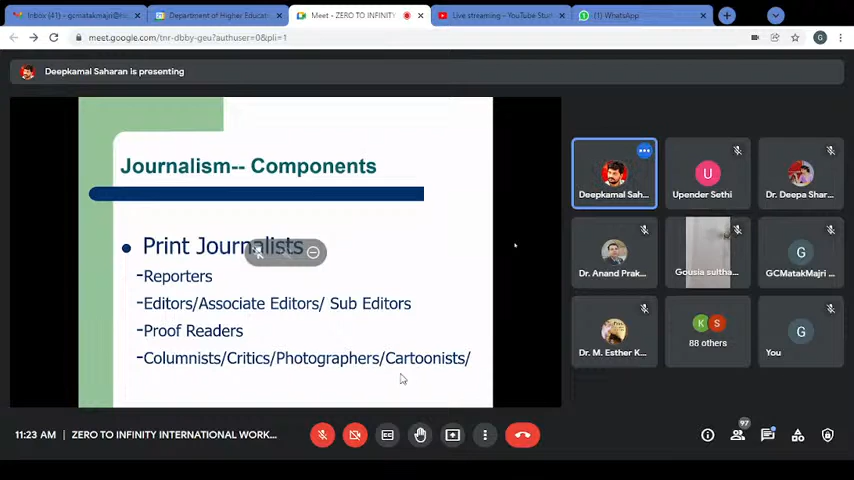 Inbox (41) - gcmatakmajri@
Department of Higher Educat
Meet - ZERO TO INFINITY
Live streaming - YouTube Stud
(1) WhatsApp
meet.google.com/tnr-dbby-geu?authuser=0&pli=1
G
Deepkamal Saharan is presenting
Journalism-- Components
• Print Journalists
-Reporters
-Editors/Associate Editors/ Sub Editors
-Proof Readers
-Columnists/Critics/Photographers/Cartoonists/
Deepkamal Sah...
U
Upender Sethi
Dr. Deepa Shar...
Dr. Anand Prak...
Gousia sultha...
G
GCMatakMajri ...
Dr. M. Esther K...
K S
88 others
G
You
11:23 AM | ZERO TO INFINITY INTERNATIONAL WORK...
97